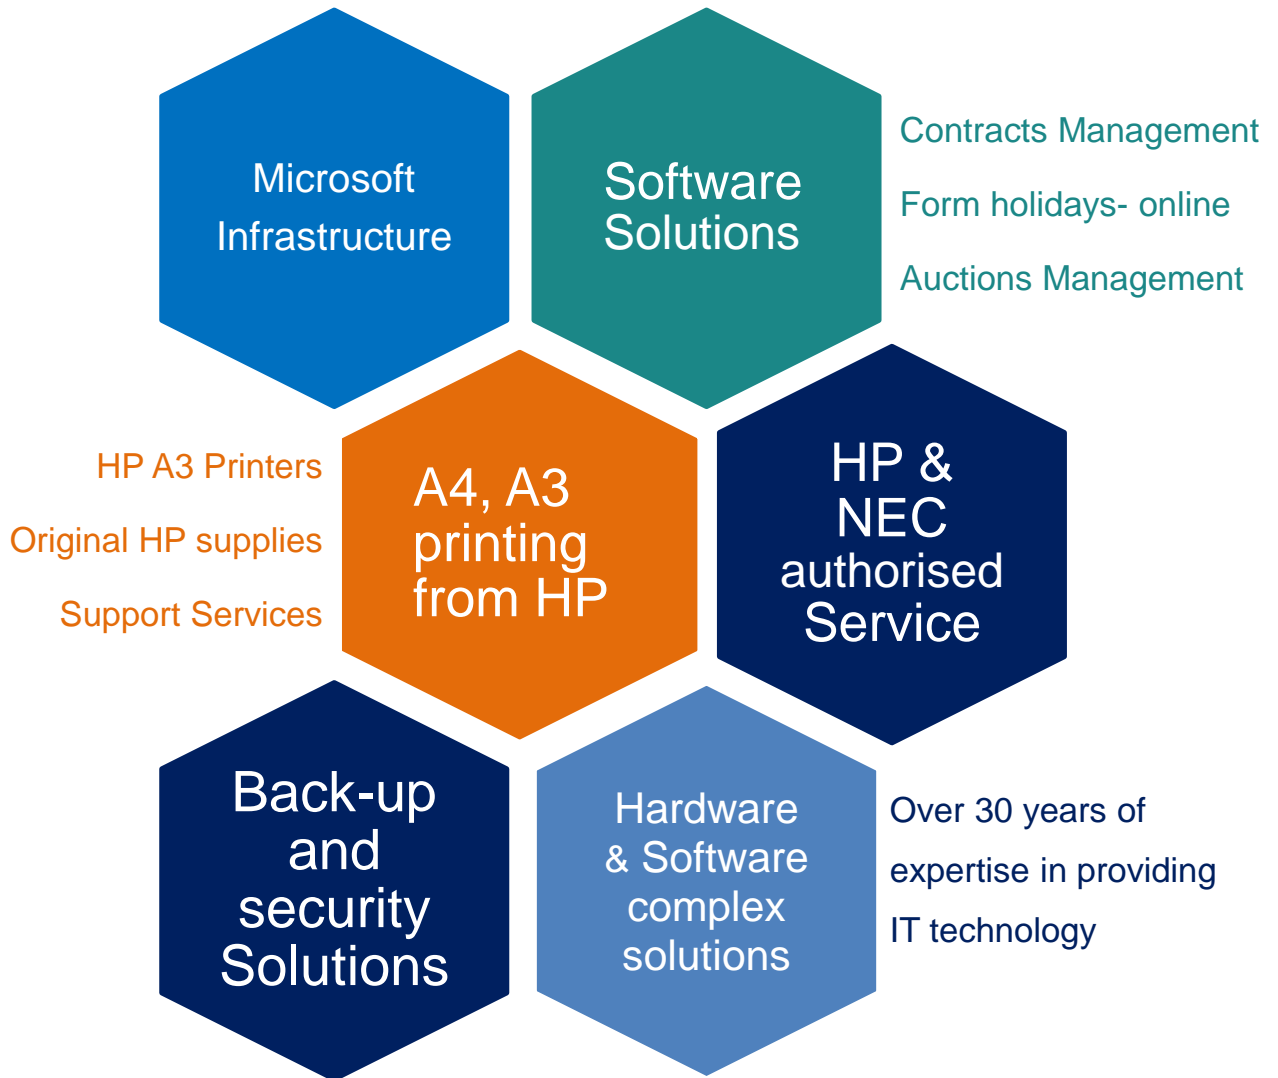 Microsoft
Infrastructure
Software
Solutions
Contracts Management
Form holidays- online
Auctions Management
HP A3 Printers
Original HP supplies
Support Services
A4, A3
printing
from HP
HP &
NEC
authorised
Service
Back-up
and
security
Solutions
Hardware
& Software
complex
solutions
Over 30 years of
expertise in providing
IT technology